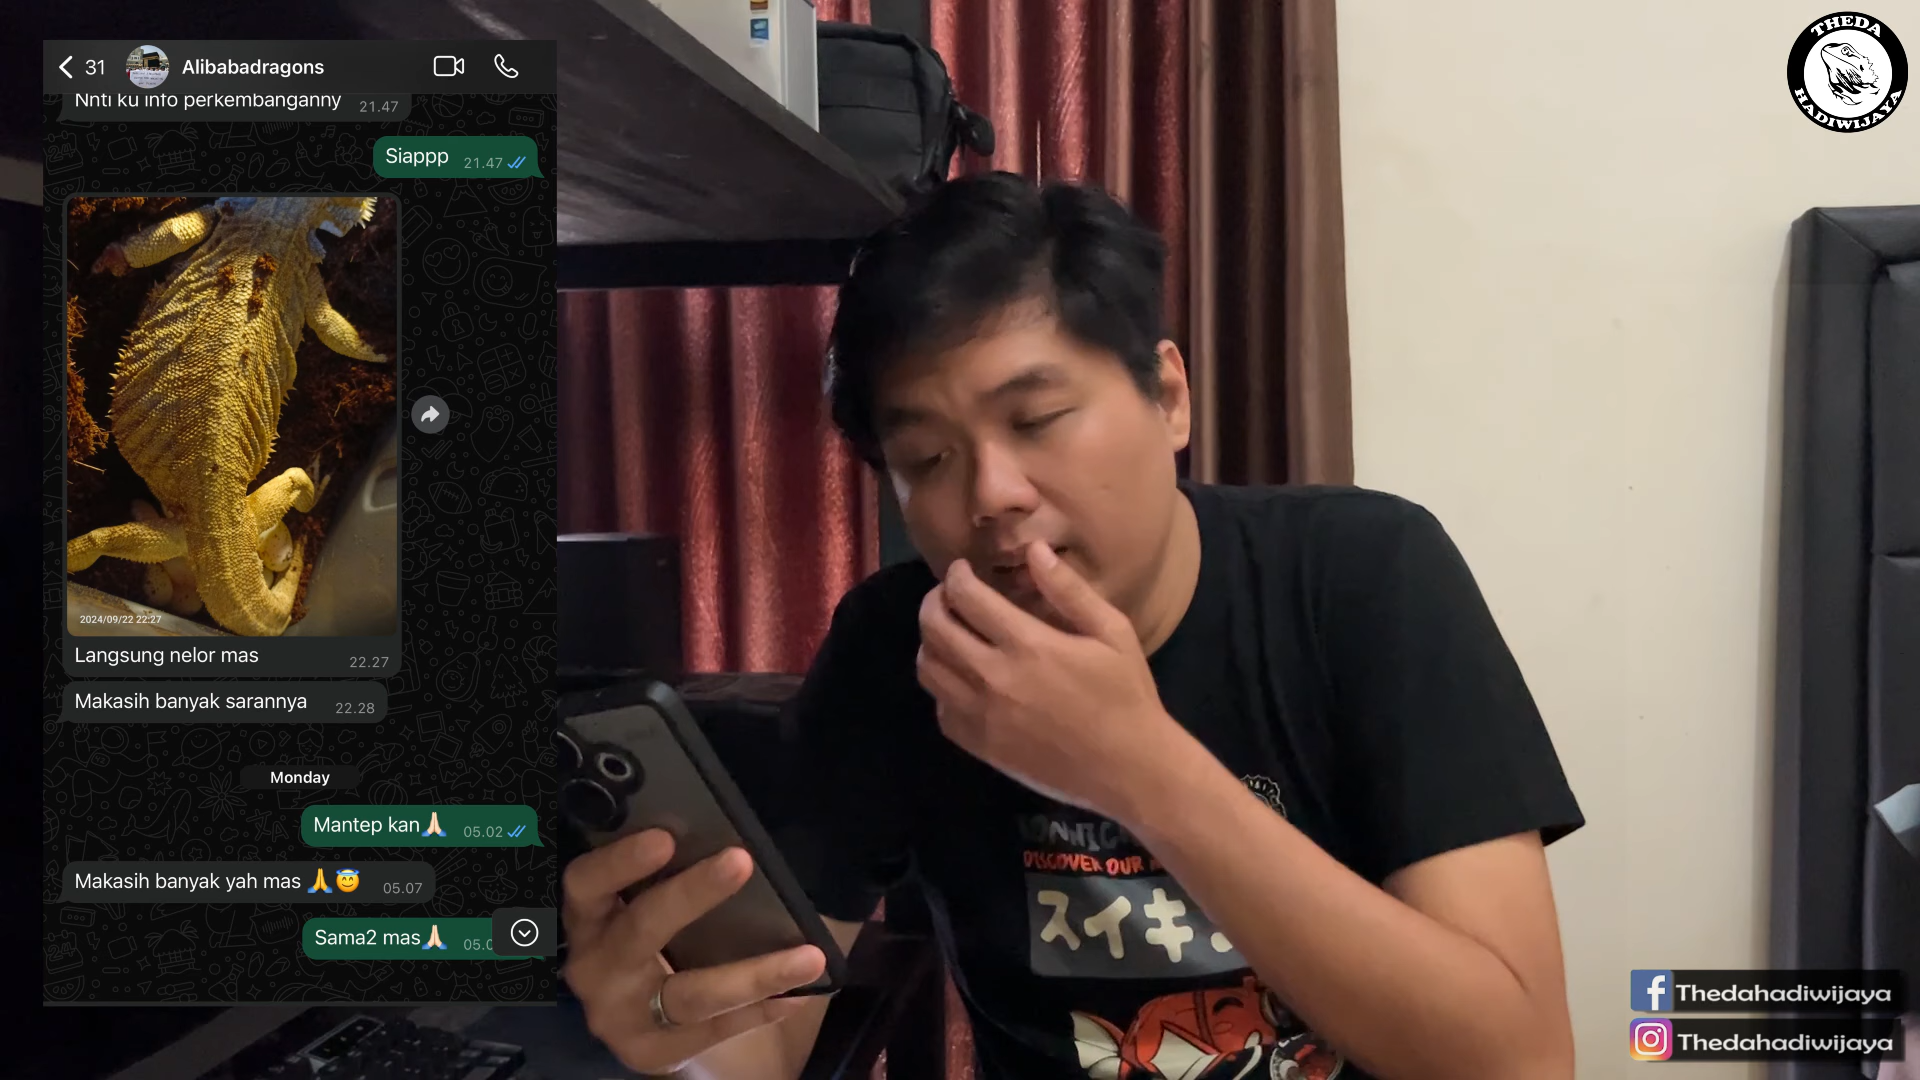 31 Alibabadragons
Nnti ku info perkembanganny 21.47
Siappp 21.47
2024/09/22 22:27
Langsung nelor mas 22.27
Makasih banyak sarannya 22.28
Monday
Mantep kan🙏🏻 05.02
Makasih banyak yah mas 🙏😇 05.07
Sama2 mas🙏🏻
THEDA
HADIWIJAYA
DISCOVER OUR
スイキ
Thedahadiwijaya
Thedahadiwijaya